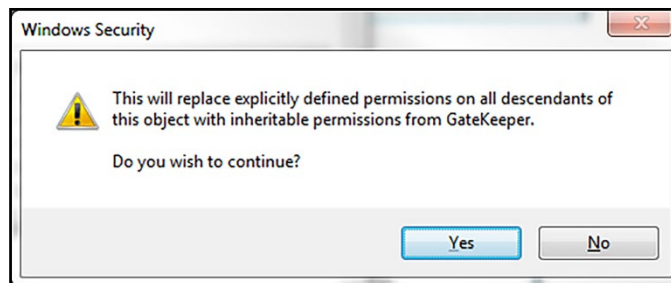 Windows Security
This will replace explicitly defined permissions on all descendants of
this object with inheritable permissions from GateKeeper.
Do you wish to continue?
Yes
No